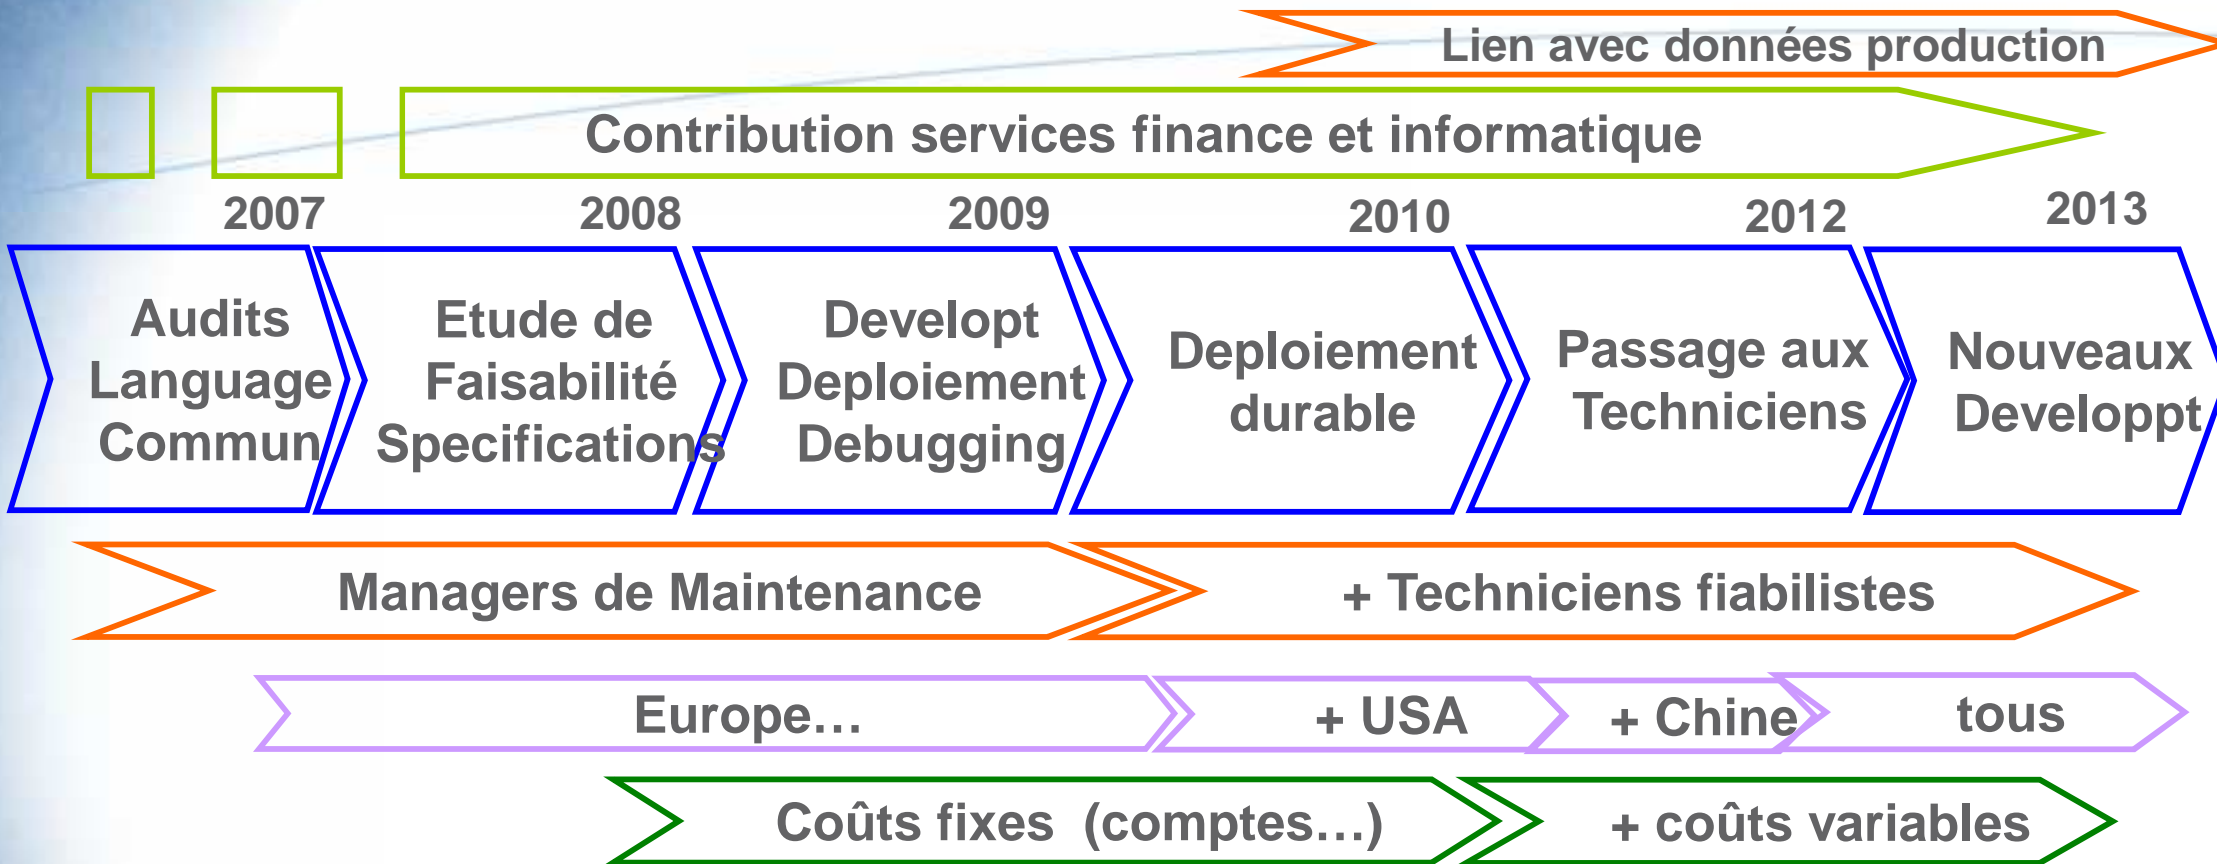 Lien avec données production
Contribution services finance et informatique
2007
2008
2009
2010
2012
2013
Audits
Language
Commun
Etude de
Faisabilité
Specifications
Developt
Deploiement
Debugging
Deploiement
durable
Passage aux
Techniciens
Nouveaux
Developpt
Managers de Maintenance
+ Techniciens fiabilistes
Europe…
+ USA
+ Chine
tous
Coûts fixes (comptes…)
+ coûts variables